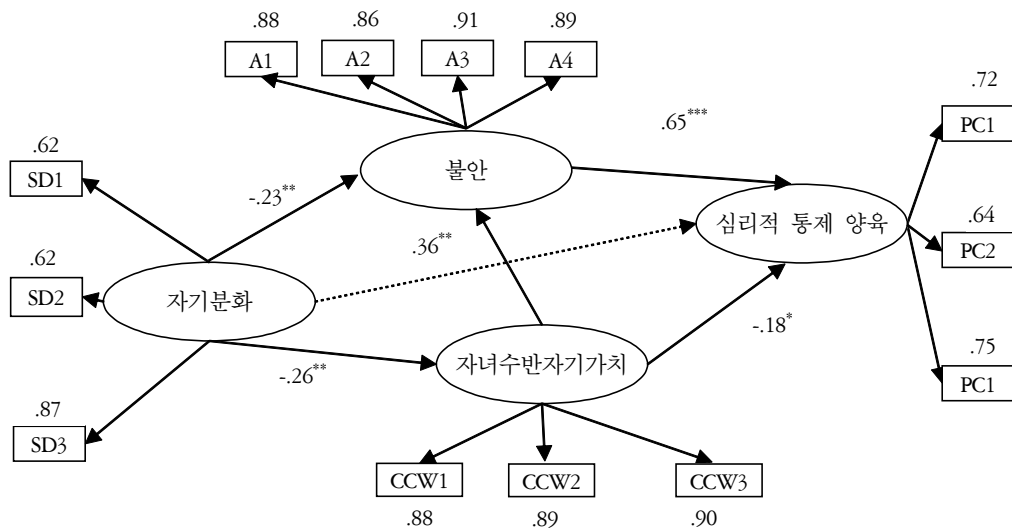 .88 .86 .91 .89
A1 A2 A3 A4
.72
PC1
.65***
.62
SD1
불안
-.23**
심리적 통제 양육
.64
PC2
.36**
.62
SD2
자기분화
-.18*
자녀수반자기가치
-.26**
.75
PC1
.87
SD3
CCW1 CCW2 CCW3
.88 .89 .90